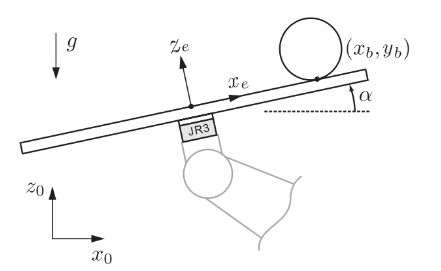 g
z_e
(x_b, y_b)
x_e
α
JR3
z_0
x_0